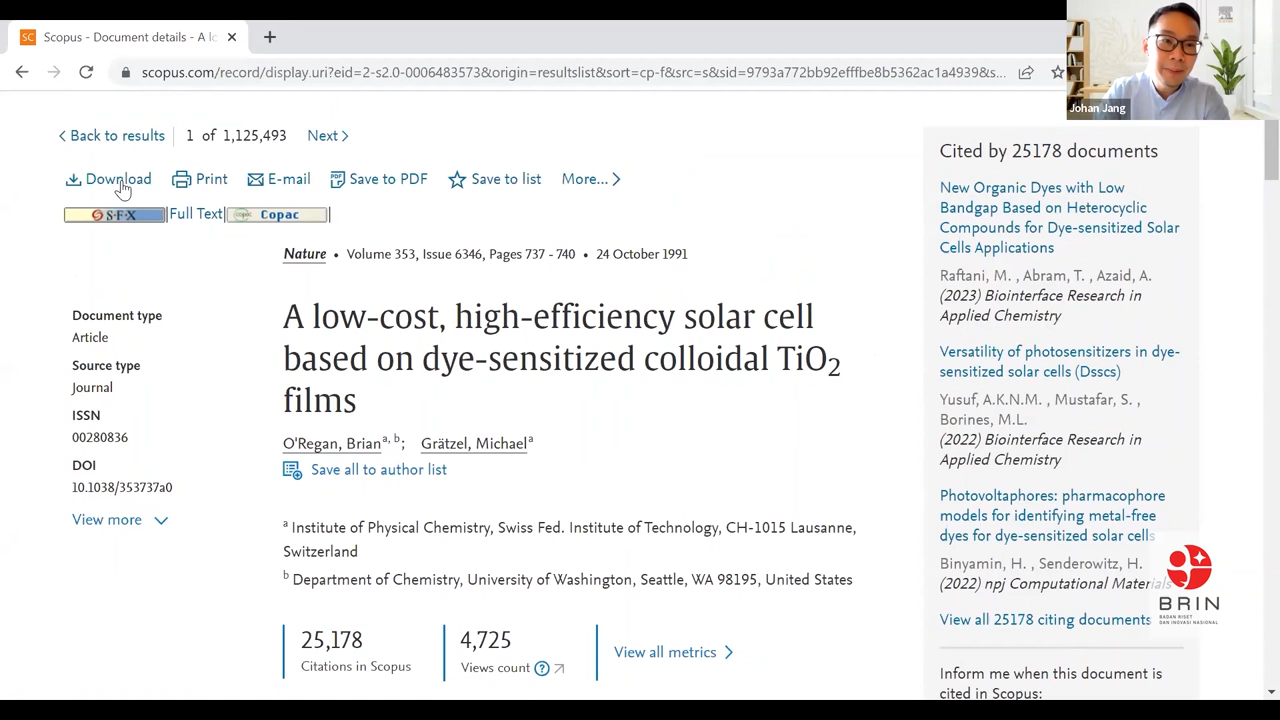 SC Scopus - Document details - A lc
scopus.com/record/display.uri?eid=2-s2.0-0006483573&origin=resultslist&sort=cp-f&src=s&sid=9793a772bb92efffbe8b5362ac1a4939&s...
Johan Jang
Back to results 1 of 1,125,493 Next
Download Print E-mail Save to PDF Save to list More...
S·F·X |Full Text| Copac |
Nature • Volume 353, Issue 6346, Pages 737 - 740 • 24 October 1991
Document type
Article
Source type
Journal
ISSN
00280836
DOI
10.1038/353737a0
View more
A low-cost, high-efficiency solar cell
based on dye-sensitized colloidal TiO2
films
O'Regan, Brian a, b; Grätzel, Michael a
Save all to author list
a Institute of Physical Chemistry, Swiss Fed. Institute of Technology, CH-1015 Lausanne,
Switzerland
b Department of Chemistry, University of Washington, Seattle, WA 98195, United States
25,178
Citations in Scopus
4,725
Views count
View all metrics
Cited by 25178 documents
New Organic Dyes with Low
Bandgap Based on Heterocyclic
Compounds for Dye-sensitized Solar
Cells Applications
Raftani, M. , Abram, T. , Azaid, A.
(2023) Biointerface Research in
Applied Chemistry
Versatility of photosensitizers in dye-
sensitized solar cells (Dsscs)
Yusuf, A.K.N.M. , Mustafar, S. ,
Borines, M.L.
(2022) Biointerface Research in
Applied Chemistry
Photovoltaphores: pharmacophore
models for identifying metal-free
dyes for dye-sensitized solar cells
Binyamin, H. , Senderowitz, H.
(2022) npj Computational Materials
View all 25178 citing documents
Inform me when this document is
cited in Scopus:
BRIN
BADAN RISET
DAN INOVASI NASIONAL